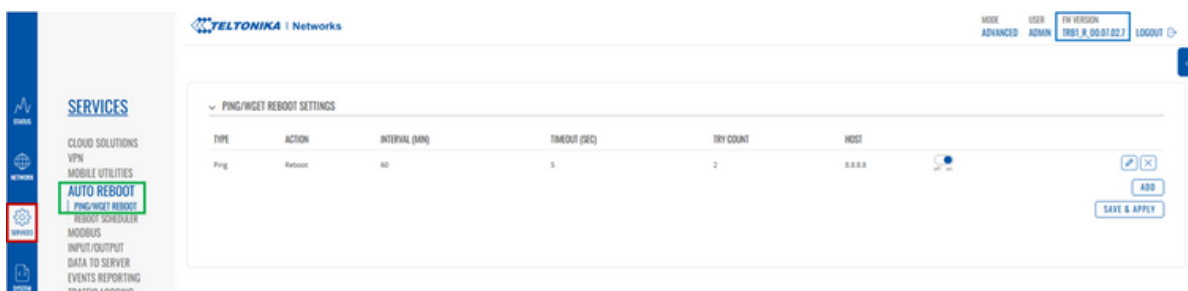 TELTONIKA | Networks
MODE USER FW VERSION
ADVANCED ADMIN TRB1_R_00.07.02.7 LOGOUT
STATUS
NETWORK
SERVICES
SYSTEM
SERVICES
CLOUD SOLUTIONS
VPN
MOBILE UTILITIES
AUTO REBOOT
PING/WGET REBOOT
REBOOT SCHEDULER
MODBUS
INPUT/OUTPUT
DATA TO SERVER
EVENTS REPORTING
TRAFFIC LOGGING
PING/WGET REBOOT SETTINGS
TYPE ACTION INTERVAL (MIN) TIMEOUT (SEC) TRY COUNT HOST
Ping Reboot 60 5 2 8.8.8.8
ADD
SAVE & APPLY